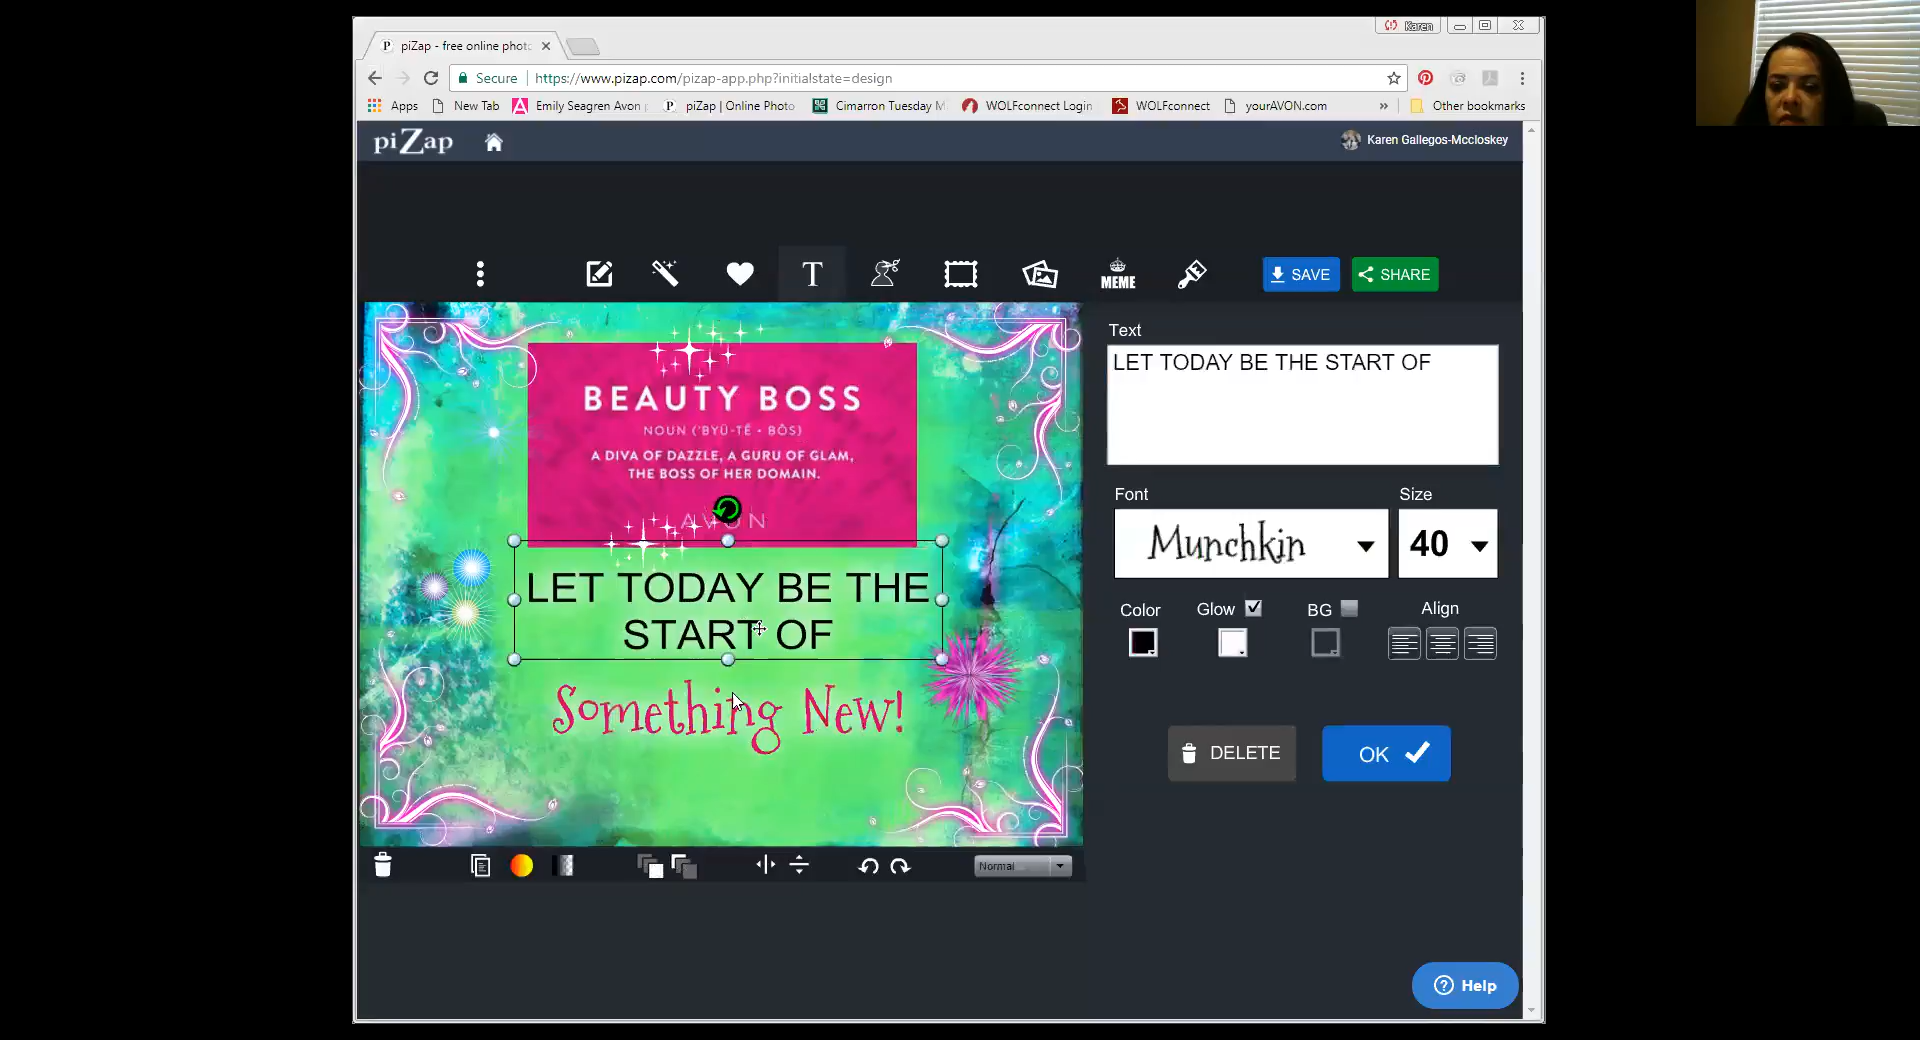 Karen
piZap - free online phot
Secure
https://www.pizap.com/pizap-app.php?initialstate=design
Apps
New Tab
Emily Seagren Avon
piZap | Online Photo
Cimarron Tuesday M
WOLFconnect Login
WOLFconnect
yourAVON.com
»
Other bookmarks
piZap
Karen Gallegos-Mccloskey
T
MEME
SAVE
SHARE
BEAUTY BOSS
NOUN ('BYÜ-TĒ • BŎS)
A DIVA OF DAZZLE, A GURU OF GLAM,
THE BOSS OF HER DOMAIN.
AVON
LET TODAY BE THE
START OF
Something New!
Text
LET TODAY BE THE START OF
Font
Size
Munchkin
40
Color
Glow
BG
Align
DELETE
OK
Normal
Help